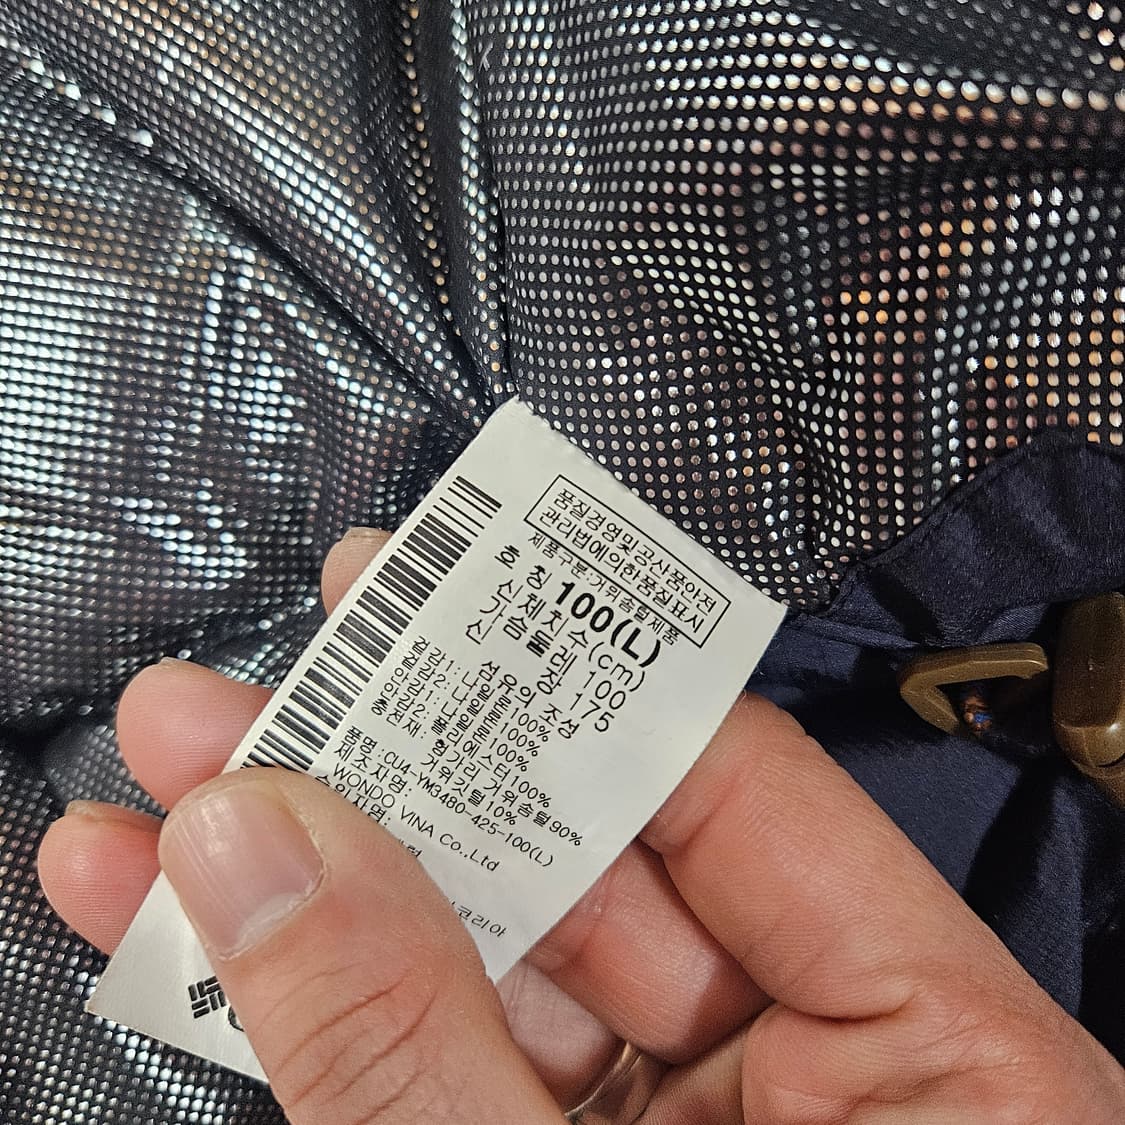 품질경영및공산품안전
관리법에의한품질표시
제품구분:거위솜털제품
호 칭 100(L)
신체치수(cm)
가슴둘레 100
신 장 175
섬유의 조성
겉감1: 나일론100%
겉감2: 나일론100%
안감1: 나일론100%
폴리에스터100%
충전재: 헝가리 거위솜털90%
거위깃털10%
품명:CUA-YM3480-425-100(L)
제조자명:
WONDO VINA Co.,Ltd
코리아